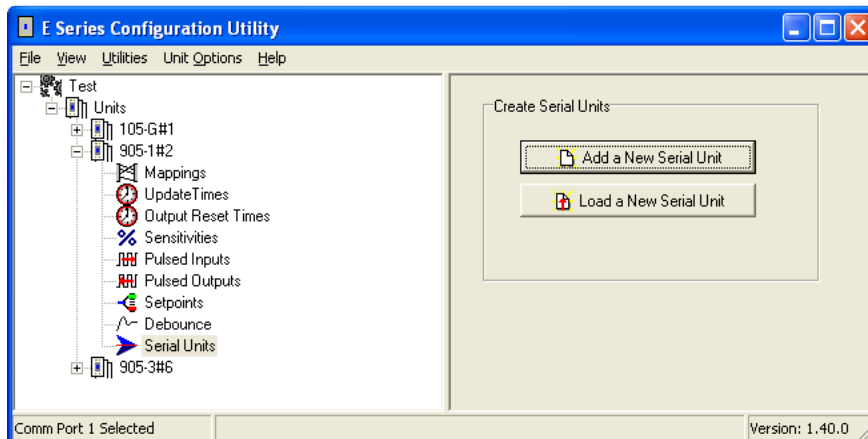 E Series Configuration Utility
File View Utilities Unit Options Help
Test
Units
105-G#1
905-1#2
Mappings
UpdateTimes
Output Reset Times
Sensitivities
Pulsed Inputs
Pulsed Outputs
Setpoints
Debounce
Serial Units
905-3#6
Create Serial Units
Add a New Serial Unit
Load a New Serial Unit
Comm Port 1 Selected
Version: 1.40.0